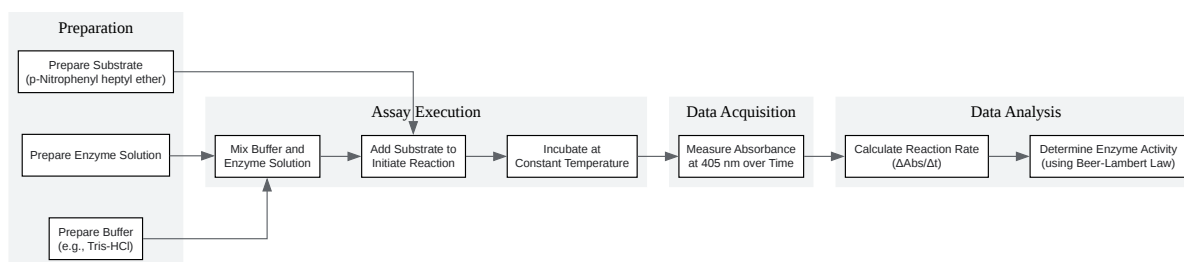 Preparation
Prepare Substrate
(p-Nitrophenyl heptyl ether)
Prepare Enzyme Solution
Prepare Buffer
(e.g., Tris-HCl)
Assay Execution
Mix Buffer and
Enzyme Solution
Add Substrate to
Initiate Reaction
Incubate at
Constant Temperature
Data Acquisition
Measure Absorbance
at 405 nm over Time
Data Analysis
Calculate Reaction Rate
(ΔAbs/Δt)
Determine Enzyme Activity
(using Beer-Lambert Law)